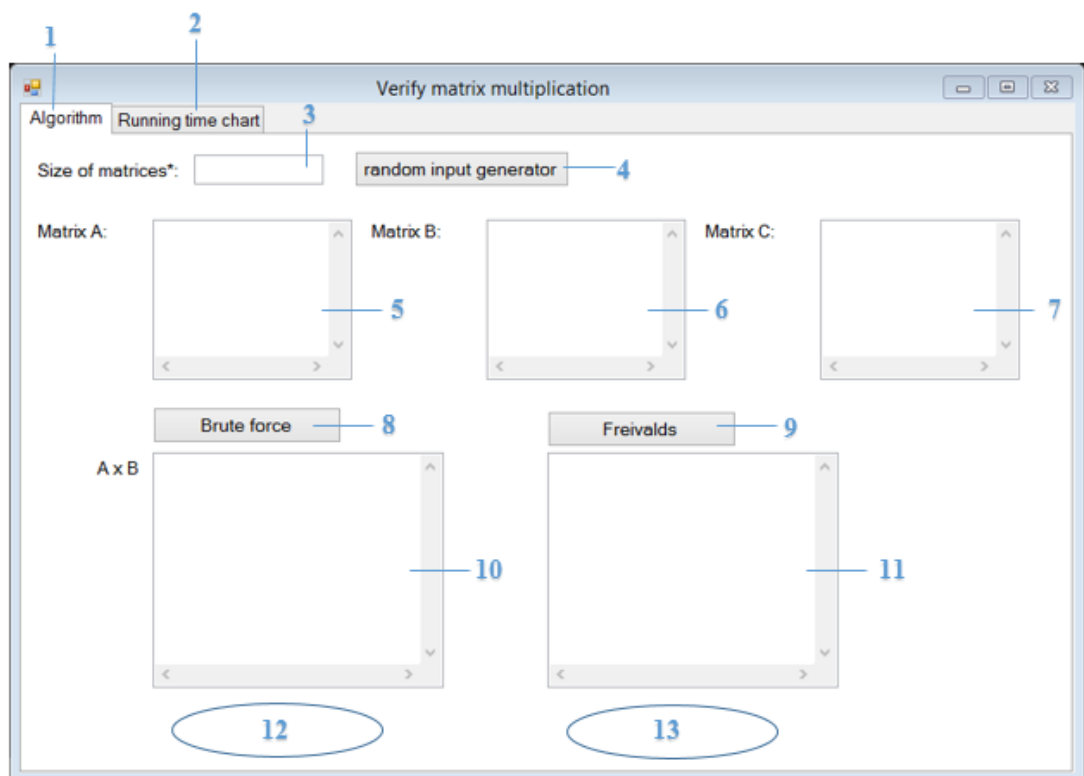 1
2
Verify matrix multiplication
Algorithm
Running time chart
3
Size of matrices*:
random input generator
4
Matrix A:
Matrix B:
Matrix C:
5
6
7
Brute force
8
Freivalds
9
A x B
10
11
12
13